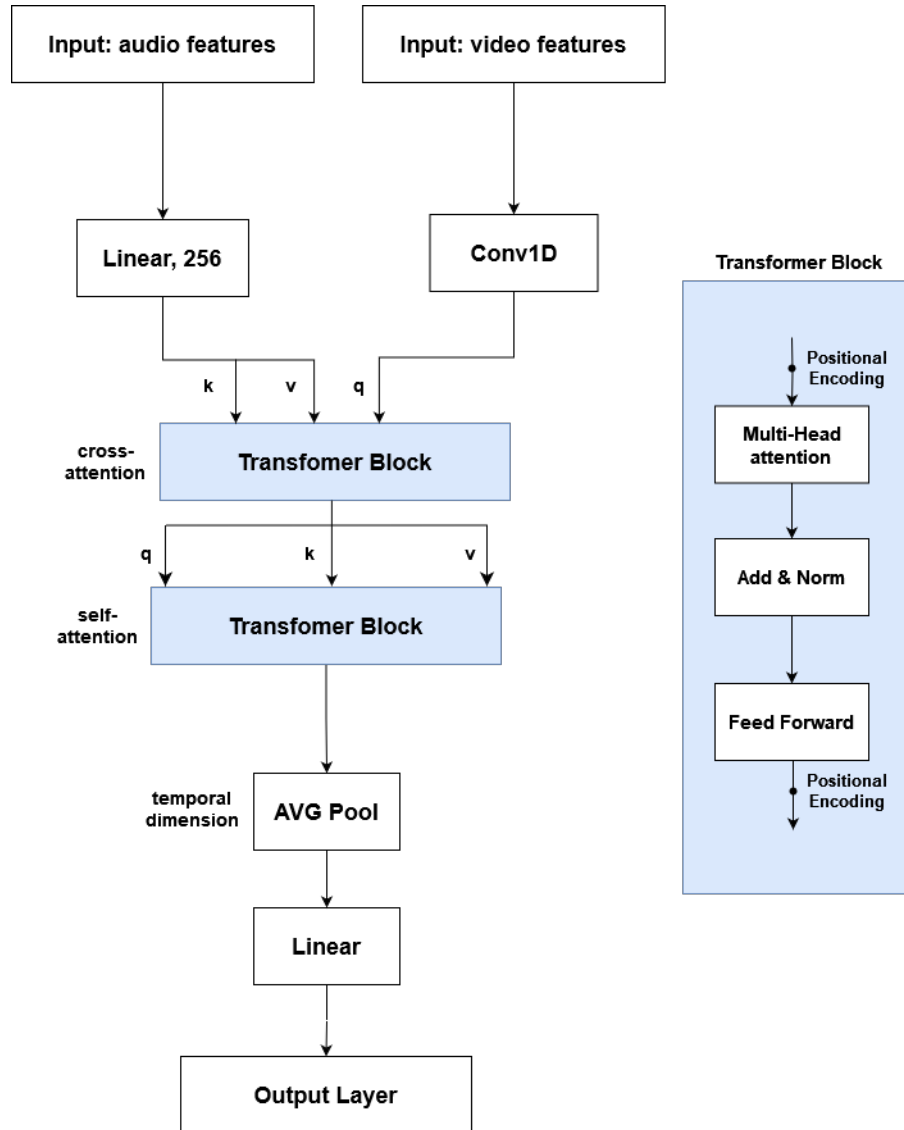 Input: audio features
Input: video features
Linear, 256
Conv1D
k
v
q
cross-
attention
Transfomer Block
q
k
v
self-
attention
Transfomer Block
temporal
dimension
AVG Pool
Linear
Output Layer
Transformer Block
Positional
Encoding
Multi-Head
attention
Add & Norm
Feed Forward
Positional
Encoding